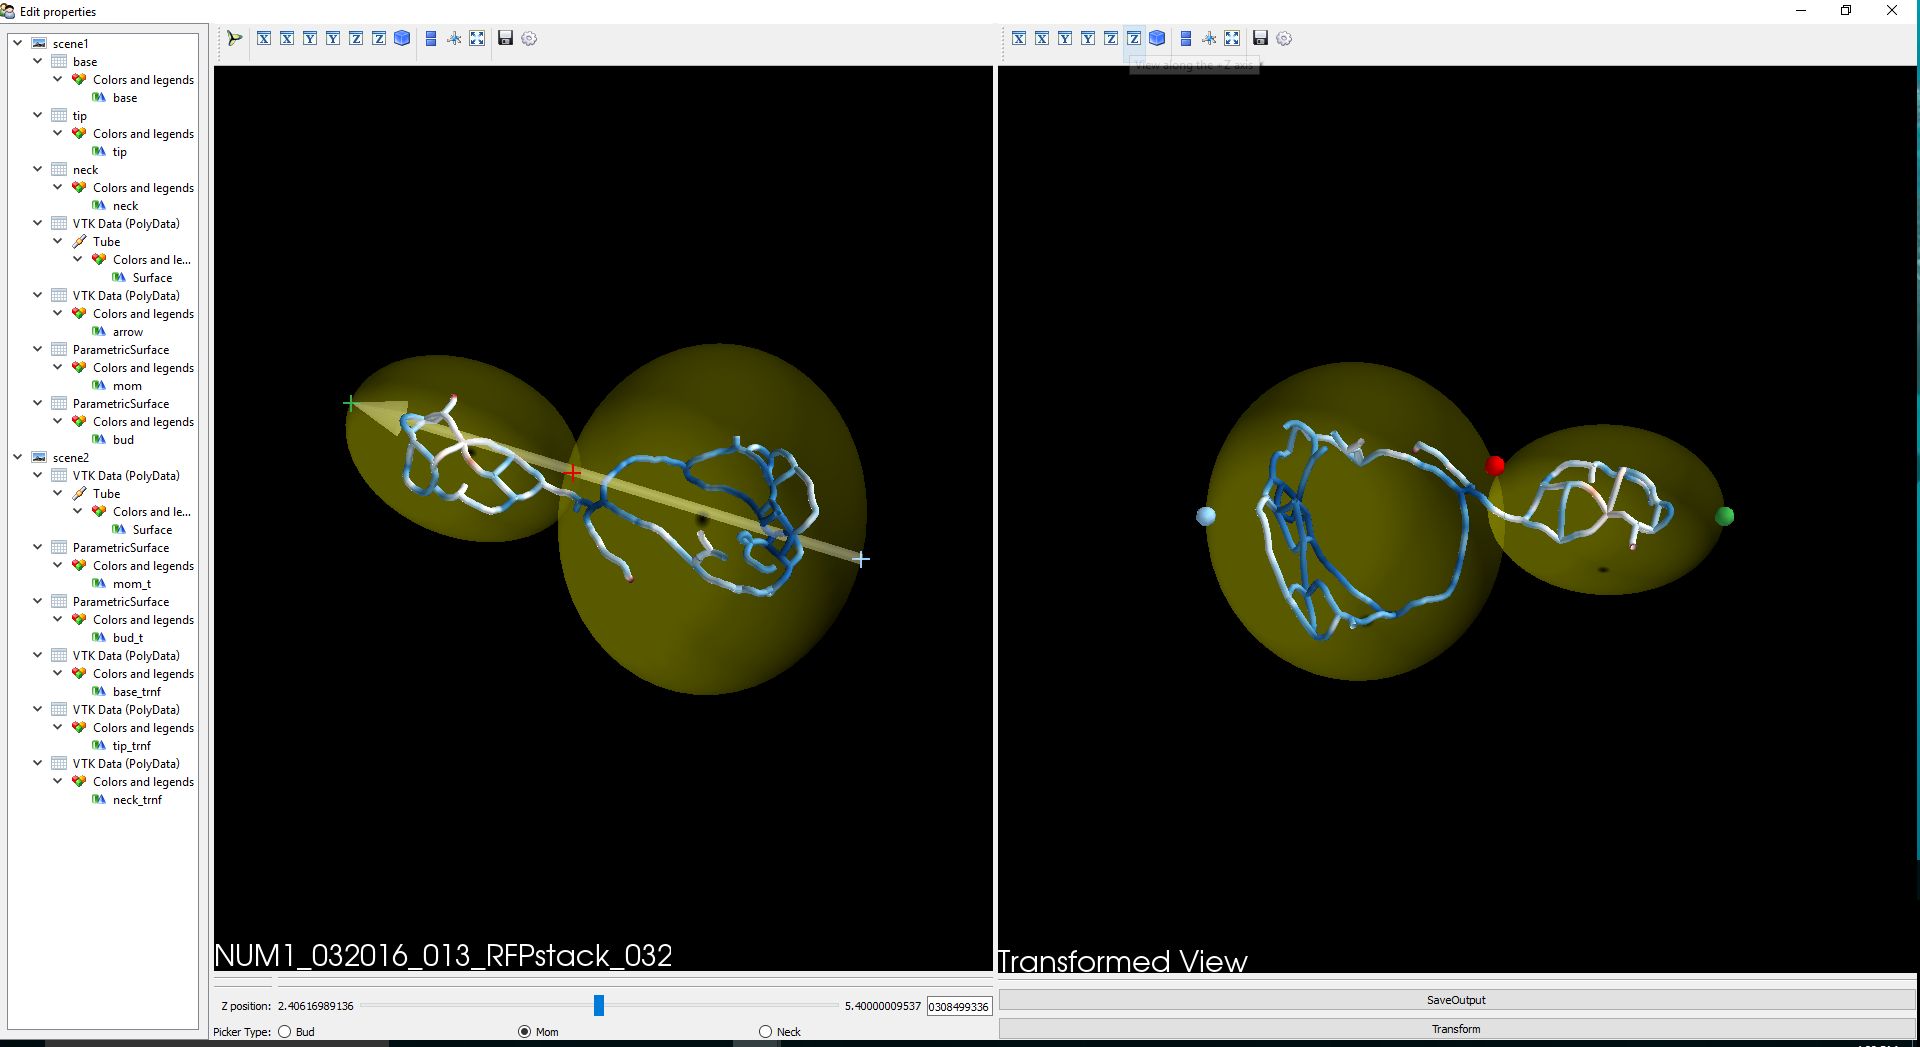 Edit properties
scene1
base
Colors and legends
base
tip
Colors and legends
tip
neck
Colors and legends
neck
VTK Data (PolyData)
Tube
Colors and le...
Surface
VTK Data (PolyData)
Colors and legends
arrow
ParametricSurface
Colors and legends
mom
ParametricSurface
Colors and legends
bud
scene2
VTK Data (PolyData)
Tube
Colors and le...
Surface
ParametricSurface
Colors and legends
mom_t
ParametricSurface
Colors and legends
bud_t
VTK Data (PolyData)
Colors and legends
base_trnf
VTK Data (PolyData)
Colors and legends
tip_trnf
VTK Data (PolyData)
Colors and legends
neck_trnf
X X Y Y Z Z
NUM1_032016_013_RFPstack_032
Z position: 2.40616989136 5.40000009537 0308499336
Picker Type: Bud Mom Neck
X X Y Y Z Z
View along the +Z axis
Transformed View
SaveOutput
Transform